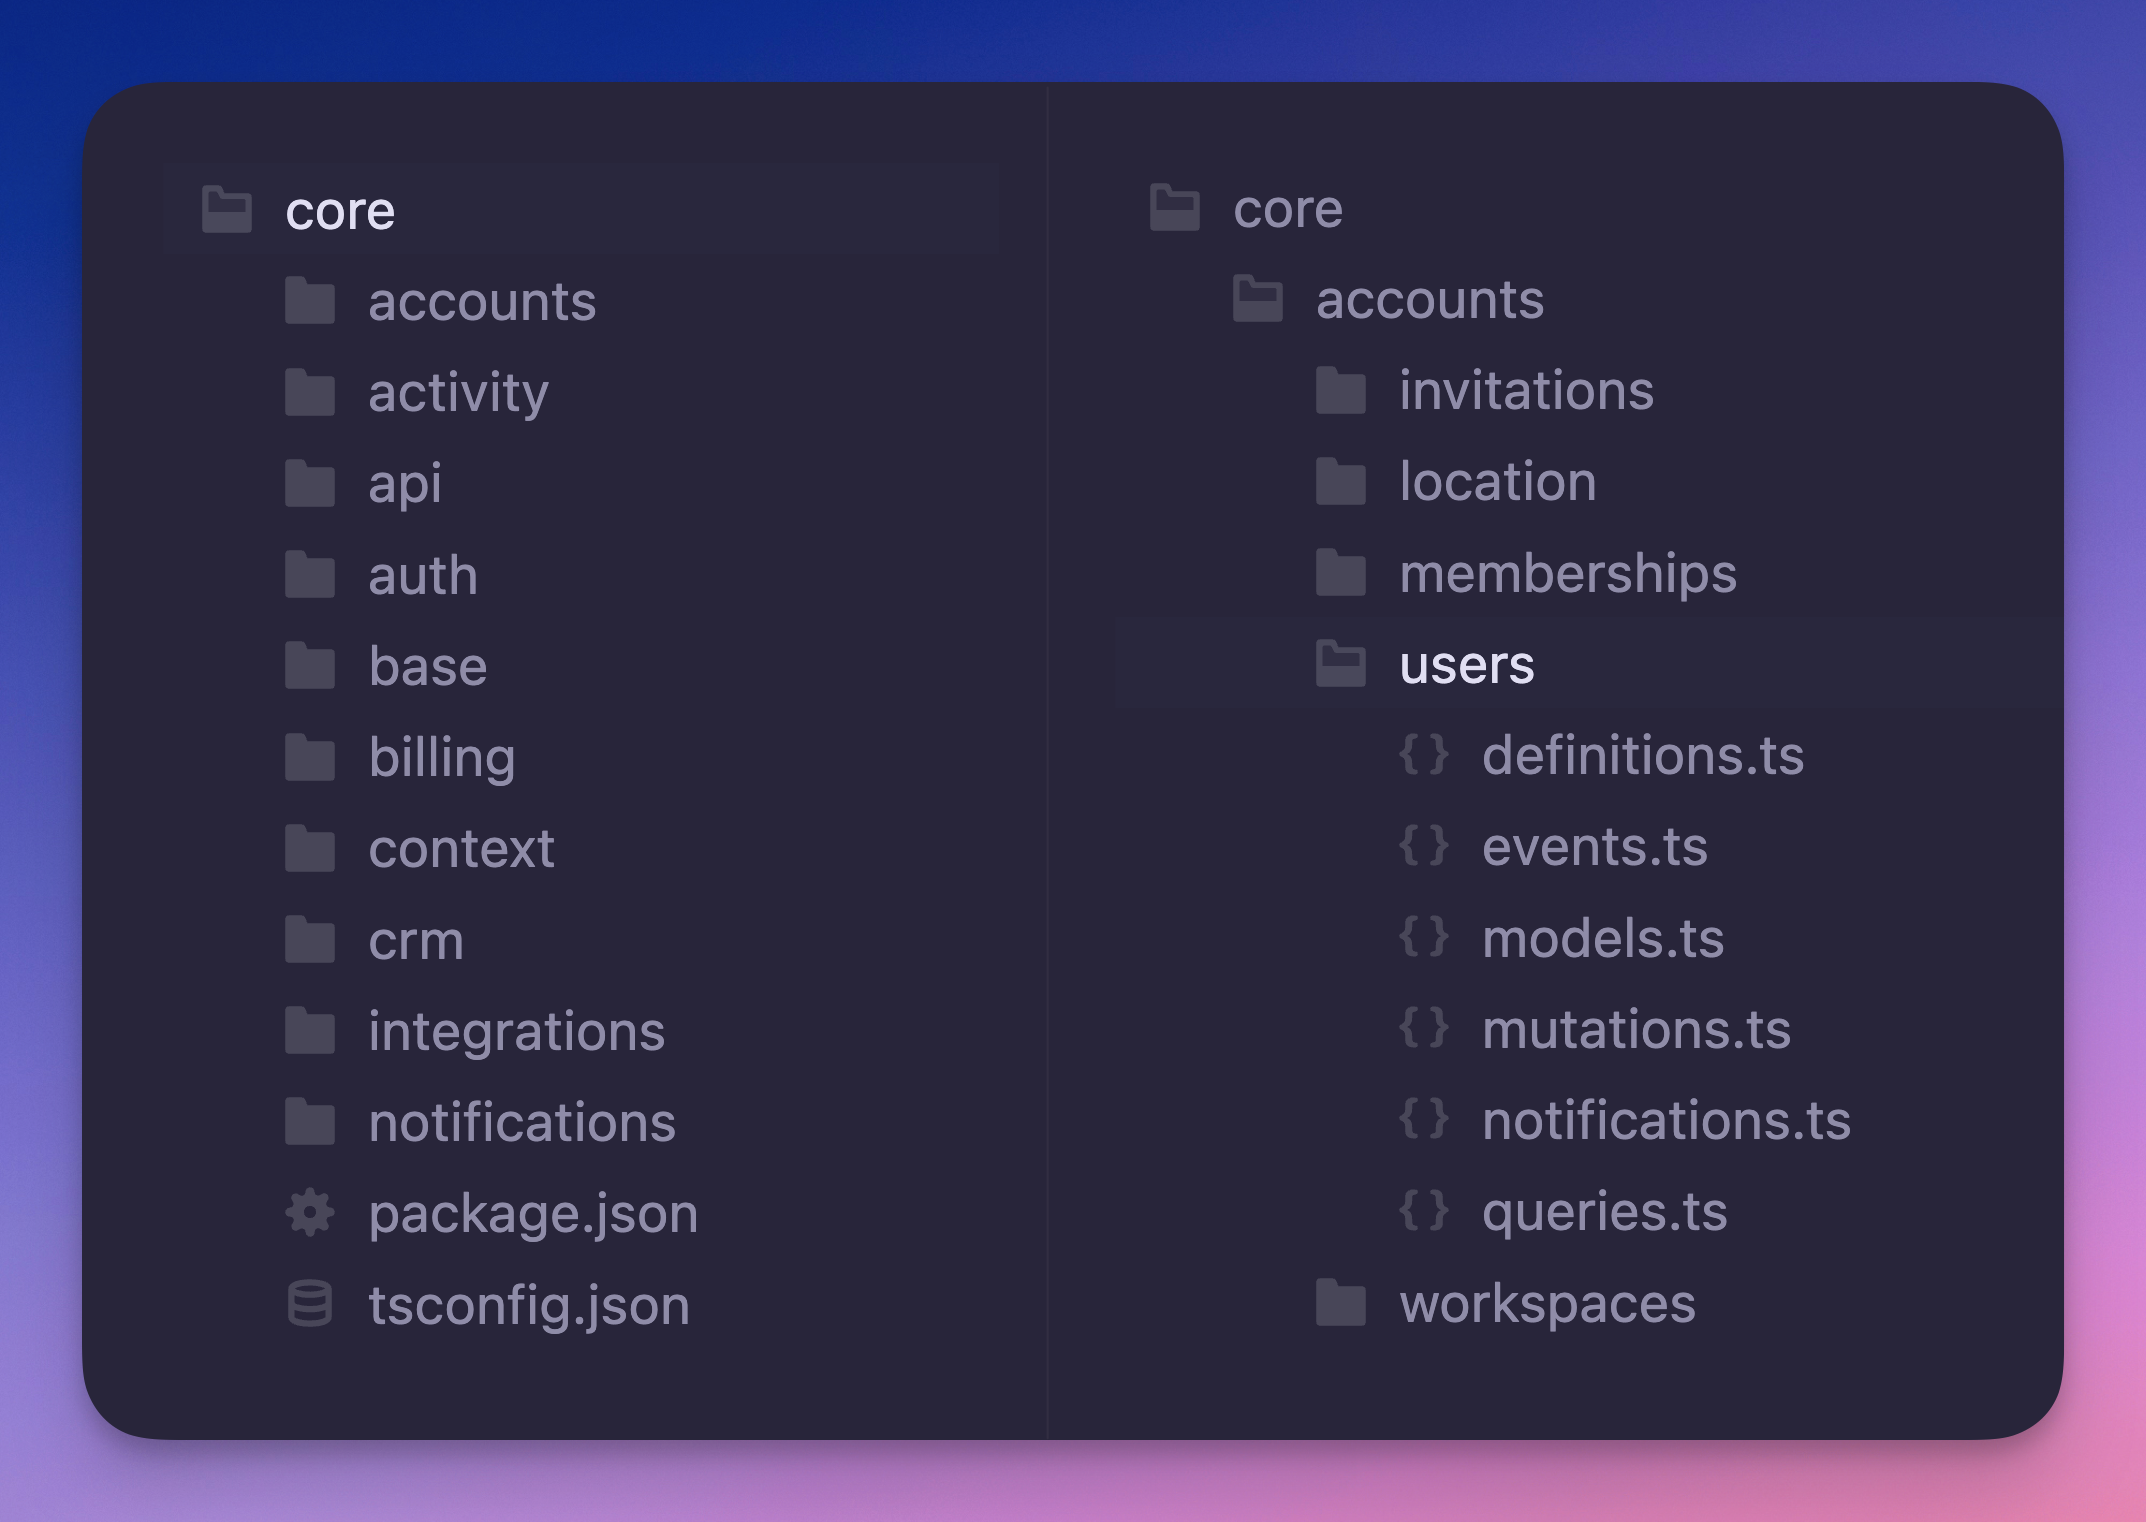 core
accounts
activity
api
auth
base
billing
context
crm
integrations
notifications
package.json
tsconfig.json
core
accounts
invitations
location
memberships
users
definitions.ts
events.ts
models.ts
mutations.ts
notifications.ts
queries.ts
workspaces